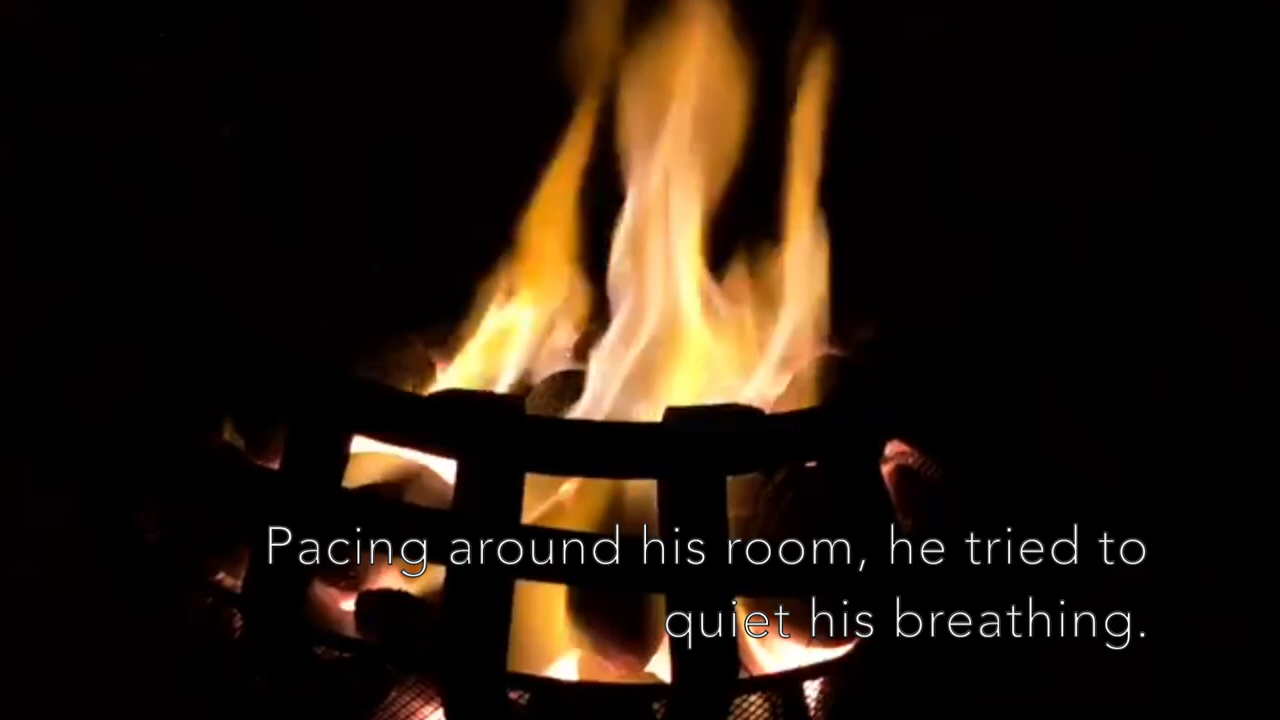 Pacing around his room, he tried to
quiet his breathing.